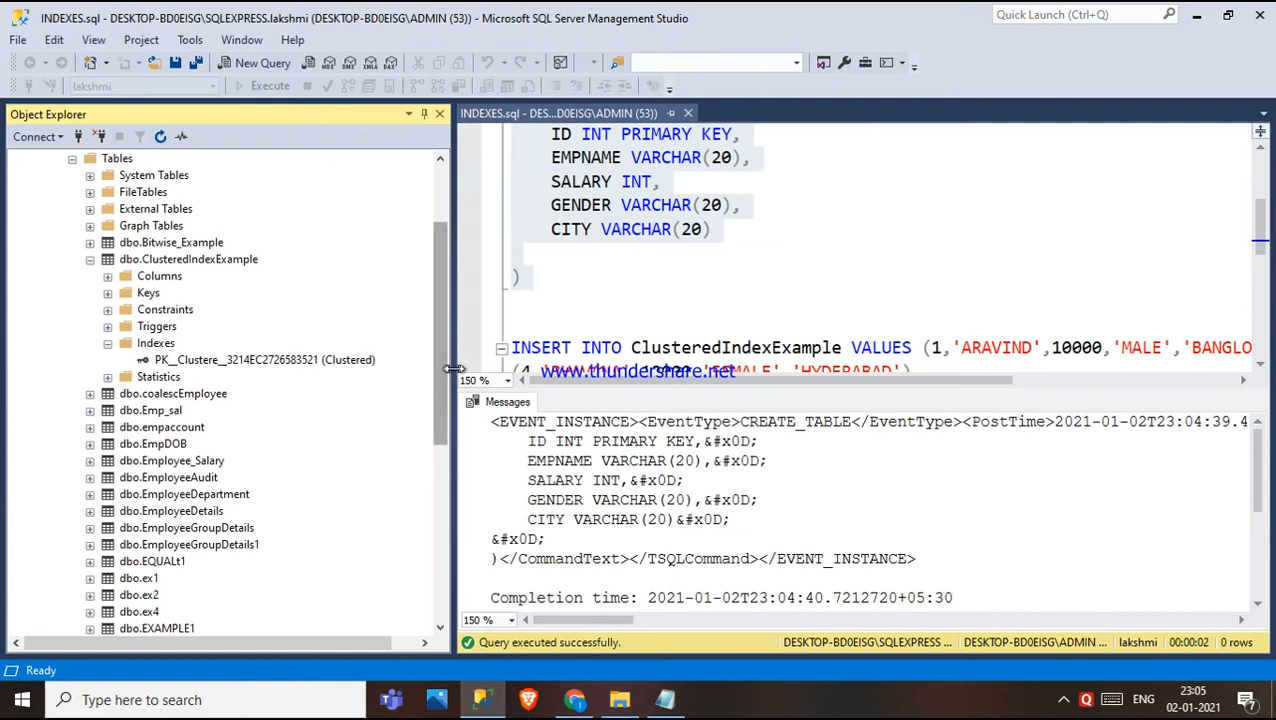 INDEXES.sql - DESKTOP-BD0EISG\SQLEXPRESS.lakshmi (DESKTOP-BD0EISG\ADMIN (53)) - Microsoft SQL Server Management Studio
Quick Launch (Ctrl+Q)
File Edit View Project Tools Window Help
New Query MDX DMX XMLA DAX
lakshmi Execute
Object Explorer
INDEXES.sql - DES...D0EISG\ADMIN (53))
Connect
Tables
System Tables
FileTables
External Tables
Graph Tables
dbo.Bitwise_Example
dbo.ClusteredIndexExample
Columns
Keys
Constraints
Triggers
Indexes
PK__Clustere__3214EC2726583521 (Clustered)
Statistics
dbo.coalescEmployee
dbo.Emp_sal
dbo.empaccount
dbo.EmpDOB
dbo.Employee_Salary
dbo.EmployeeAudit
dbo.EmployeeDepartment
dbo.EmployeeDetails
dbo.EmployeeGroupDetails
dbo.EmployeeGroupDetails1
dbo.EQUALt1
dbo.ex1
dbo.ex2
dbo.ex4
dbo.EXAMPLE1
ID INT PRIMARY KEY,
EMPNAME VARCHAR(20),
SALARY INT,
GENDER VARCHAR(20),
CITY VARCHAR(20)
)
INSERT INTO ClusteredIndexExample VALUES (1,'ARAVIND',10000,'MALE','BANGLO
'HYDERABAD')
www.thundershare.net
150 %
Messages
<EVENT_INSTANCE><EventType>CREATE_TABLE</EventType><PostTime>2021-01-02T23:04:39.4
ID INT PRIMARY KEY,&#x0D;
EMPNAME VARCHAR(20),&#x0D;
SALARY INT,&#x0D;
GENDER VARCHAR(20),&#x0D;
CITY VARCHAR(20)&#x0D;
&#x0D;
)</CommandText></TSQLCommand></EVENT_INSTANCE>
Completion time: 2021-01-02T23:04:40.7212720+05:30
150 %
Query executed successfully. DESKTOP-BD0EISG\SQLEXPRESS ... DESKTOP-BD0EISG\ADMIN ... lakshmi 00:00:02 0 rows
Ready
Type here to search
ENG
23:05
02-01-2021
7